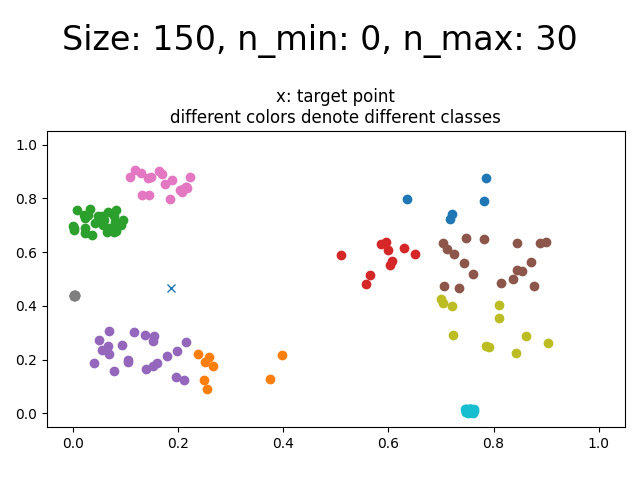 Size: 150, n_min: 0, n_max: 30
x: target point
different colors denote different classes
1.0
0.8
0.6
0.4
0.2
0.0
0.0 0.2 0.4 0.6 0.8 1.0